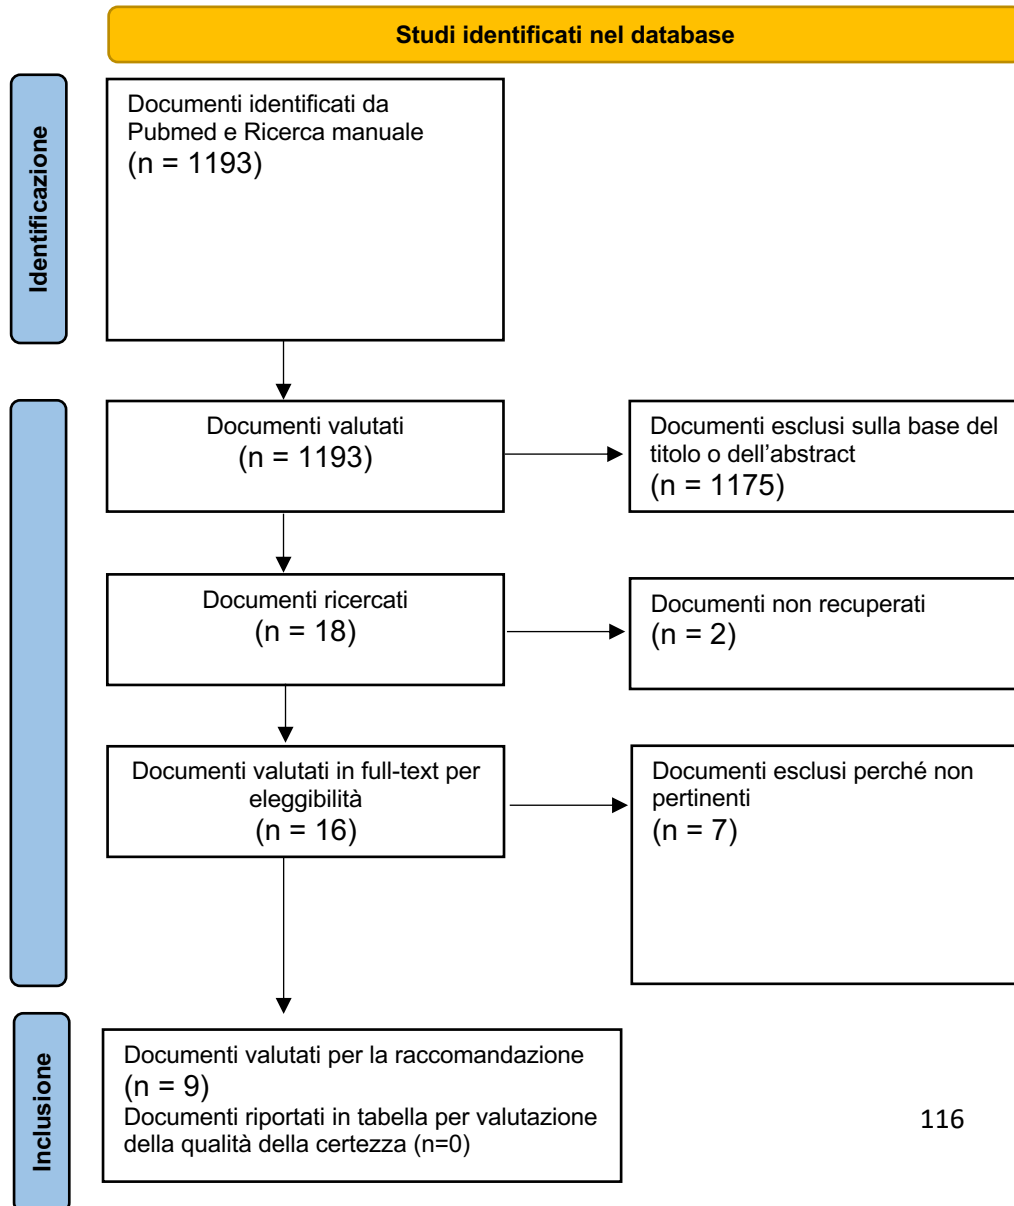 Studi identificati nel database
Identificazione
Documenti identificati da
Pubmed e Ricerca manuale
(n = 1193)
Documenti valutati
(n = 1193)
Documenti esclusi sulla base del
titolo o dell’abstract
(n = 1175)
Documenti ricercati
(n = 18)
Documenti non recuperati
(n = 2)
Documenti valutati in full-text per
eleggibilità
(n = 16)
Documenti esclusi perché non
pertinenti
(n = 7)
Inclusione
Documenti valutati per la raccomandazione
(n = 9)
Documenti riportati in tabella per valutazione
della qualità della certezza (n=0)
116